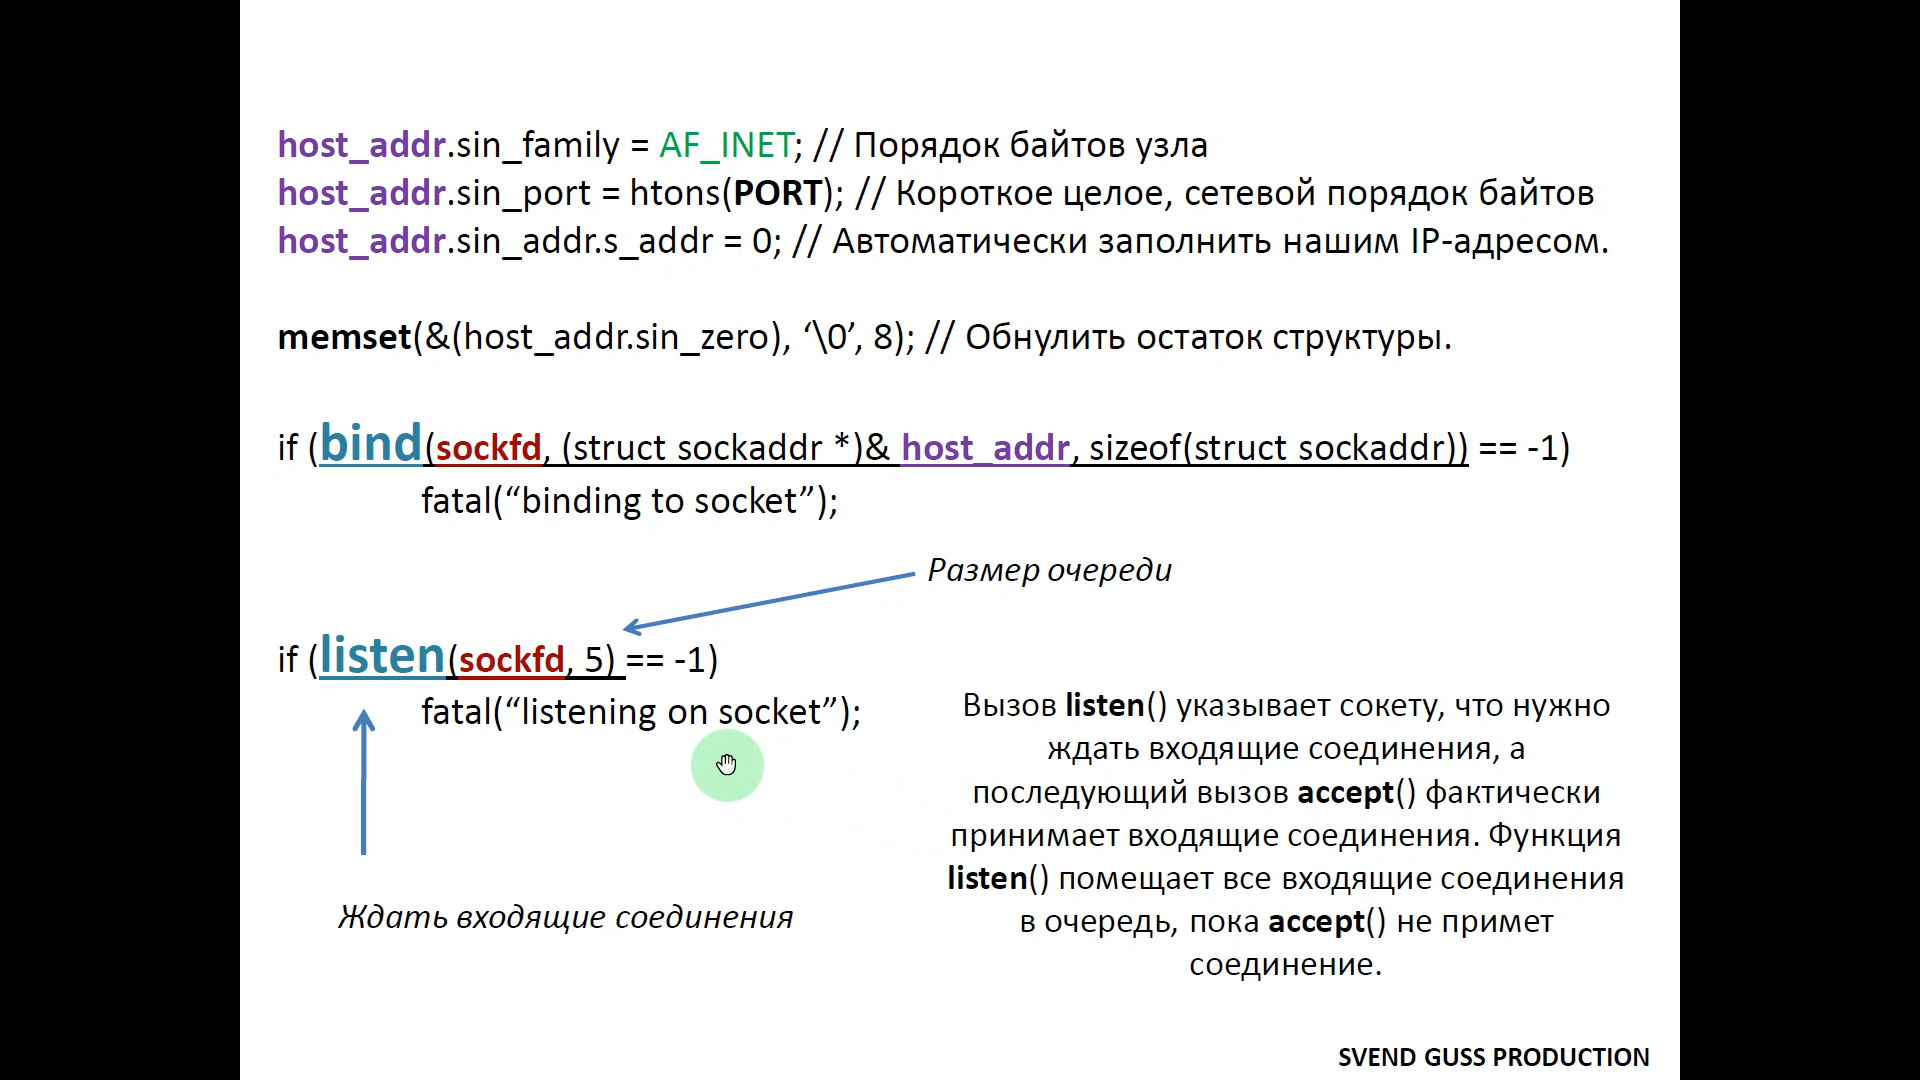 host_addr.sin_family = AF_INET; // Порядок байтов узла
host_addr.sin_port = htons(PORT); // Короткое целое, сетевой порядок байтов
host_addr.sin_addr.s_addr = 0; // Автоматически заполнить нашим IP-адресом.
memset(&(host_addr.sin_zero), ‘\0’, 8); // Обнулить остаток структуры.
if (bind(sockfd, (struct sockaddr *)& host_addr, sizeof(struct sockaddr)) == -1)
fatal(“binding to socket”);
Размер очереди
if (listen(sockfd, 5) == -1)
fatal(“listening on socket”);
Ждать входящие соединения
Вызов listen() указывает сокету, что нужно
ждать входящие соединения, а
последующий вызов accept() фактически
принимает входящие соединения. Функция
listen() помещает все входящие соединения
в очередь, пока accept() не примет
соединение.
SVEND GUSS PRODUCTION